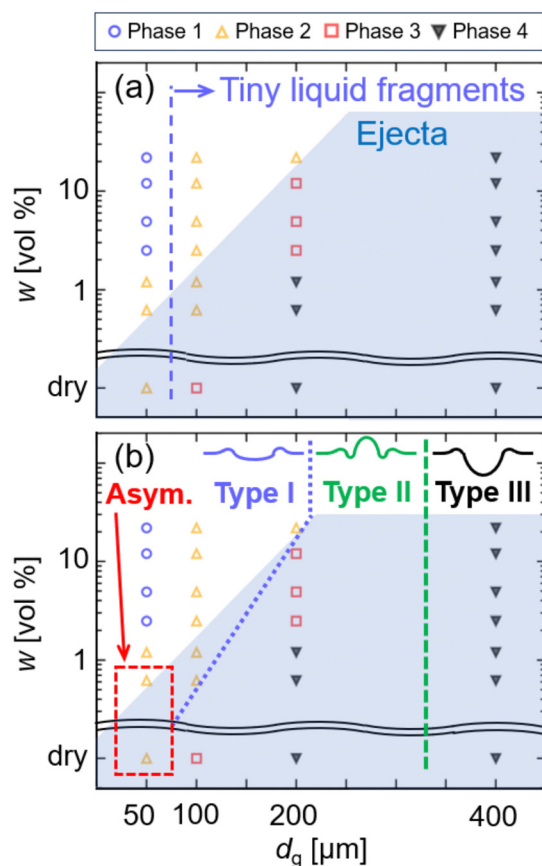 Phase 1 Phase 2 Phase 3 Phase 4
(a) Tiny liquid fragments
Ejecta
10
1
dry
w [vol %]
(b)
Asym. Type I Type II Type III
10
1
dry
w [vol %]
50 100 200 400
dg [μm]